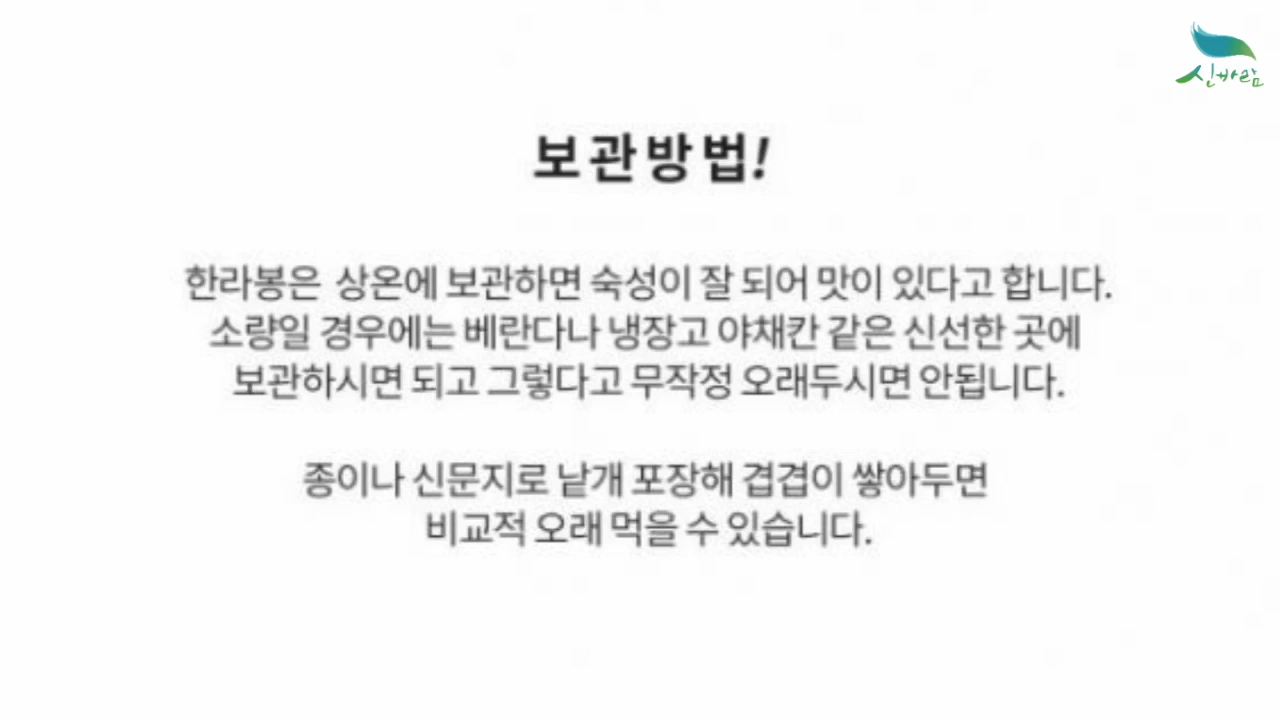 신바람
보관방법!
한라봉은 상온에 보관하면 숙성이 잘 되어 맛이 있다고 합니다.
소량일 경우에는 베란다나 냉장고 야채칸 같은 신선한 곳에
보관하시면 되고 그렇다고 무작정 오래두시면 안됩니다.
종이나 신문지로 낱개 포장해 겹겹이 쌓아두면
비교적 오래 먹을 수 있습니다.